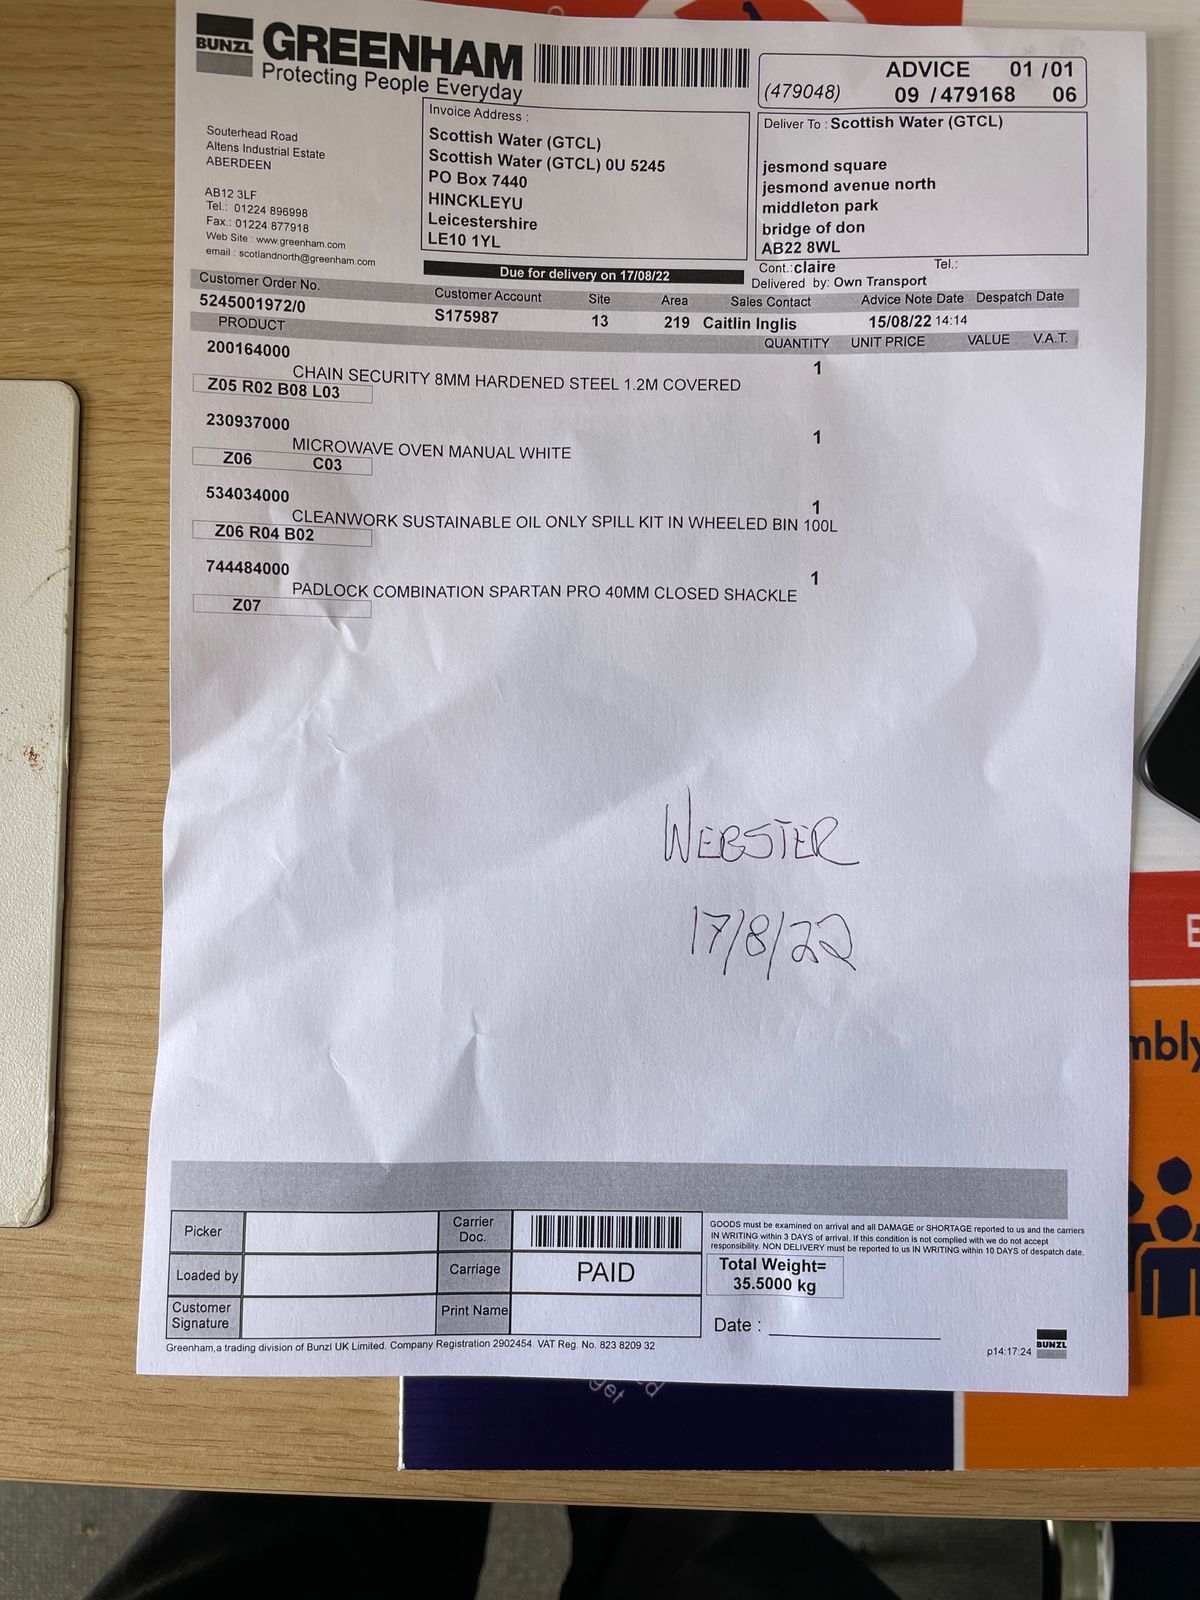 BUNZL GREENHAM
Protecting People Everyday
ADVICE 01 /01
(479048) 09 /479168 06
Souterhead Road
Altens Industrial Estate
ABERDEEN
AB12 3LF
Tel.: 01224 896998
Fax.: 01224 877918
Web Site : www.greenham.com
email : scotlandnorth@greenham.com
Invoice Address :
Scottish Water (GTCL)
Scottish Water (GTCL) 0U 5245
PO Box 7440
HINCKLEYU
Leicestershire
LE10 1YL
Deliver To : Scottish Water (GTCL)
jesmond square
jesmond avenue north
middleton park
bridge of don
AB22 8WL
Cont.:claire Tel.:
Due for delivery on 17/08/22
Delivered by: Own Transport
Customer Order No. Customer Account Site Area Sales Contact Advice Note Date Despatch Date
5245001972/0 S175987 13 219 Caitlin Inglis 15/08/22 14:14
PRODUCT QUANTITY UNIT PRICE VALUE V.A.T.
200164000 1
CHAIN SECURITY 8MM HARDENED STEEL 1.2M COVERED
Z05 R02 B08 L03
230937000 1
MICROWAVE OVEN MANUAL WHITE
Z06 C03
534034000 1
CLEANWORK SUSTAINABLE OIL ONLY SPILL KIT IN WHEELED BIN 100L
Z06 R04 B02
744484000 1
PADLOCK COMBINATION SPARTAN PRO 40MM CLOSED SHACKLE
Z07
WEBSTER
17/8/22
Picker Carrier Doc.
Loaded by Carriage PAID
Customer Signature Print Name
GOODS must be examined on arrival and all DAMAGE or SHORTAGE reported to us and the carriers
IN WRITING within 3 DAYS of arrival. If this condition is not complied with we do not accept
responsibility. NON DELIVERY must be reported to us IN WRITING within 10 DAYS of despatch date.
Total Weight=
35.5000 kg
Date :
Greenham,a trading division of Bunzl UK Limited. Company Registration 2902454. VAT Reg. No. 823 8209 32
p14:17:24 BUNZL